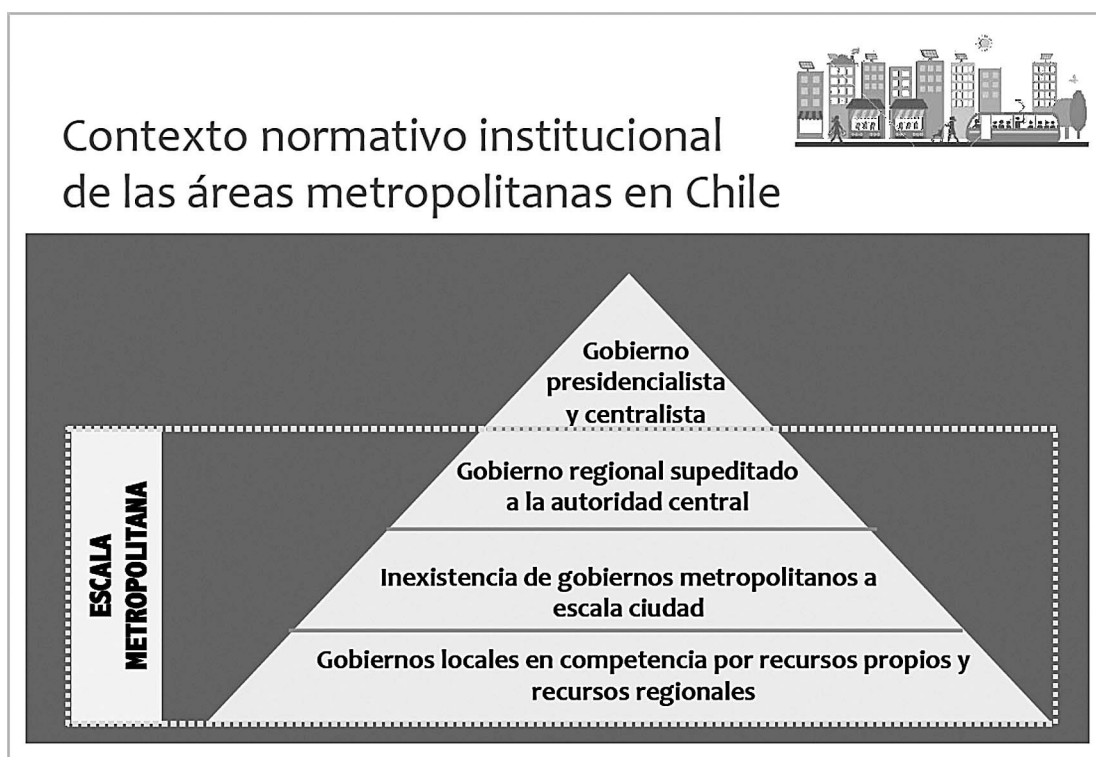 Contexto normativo institucional
de las áreas metropolitanas en Chile
Gobierno
presidencialista
y centralista
Gobierno regional supeditado
a la autoridad central
Inexistencia de gobiernos metropolitanos a
escala ciudad
Gobiernos locales en competencia por recursos propios y
recursos regionales
ESCALA
METROPOLITANA